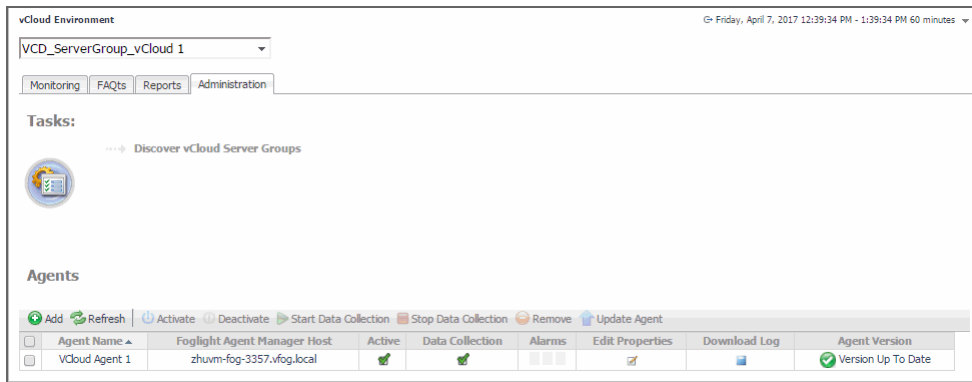 vCloud Environment
Friday, April 7, 2017 12:39:34 PM - 1:39:34 PM 60 minutes
VCD_ServerGroup_vCloud 1
Monitoring FAQts Reports Administration
Tasks:
Discover vCloud Server Groups
Agents
Add Refresh Activate Deactivate Start Data Collection Stop Data Collection Remove Update Agent
Agent Name Foglight Agent Manager Host Active Data Collection Alarms Edit Properties Download Log Agent Version
VCloud Agent 1 zhuvm-fog-3357.vfog.local Version Up To Date